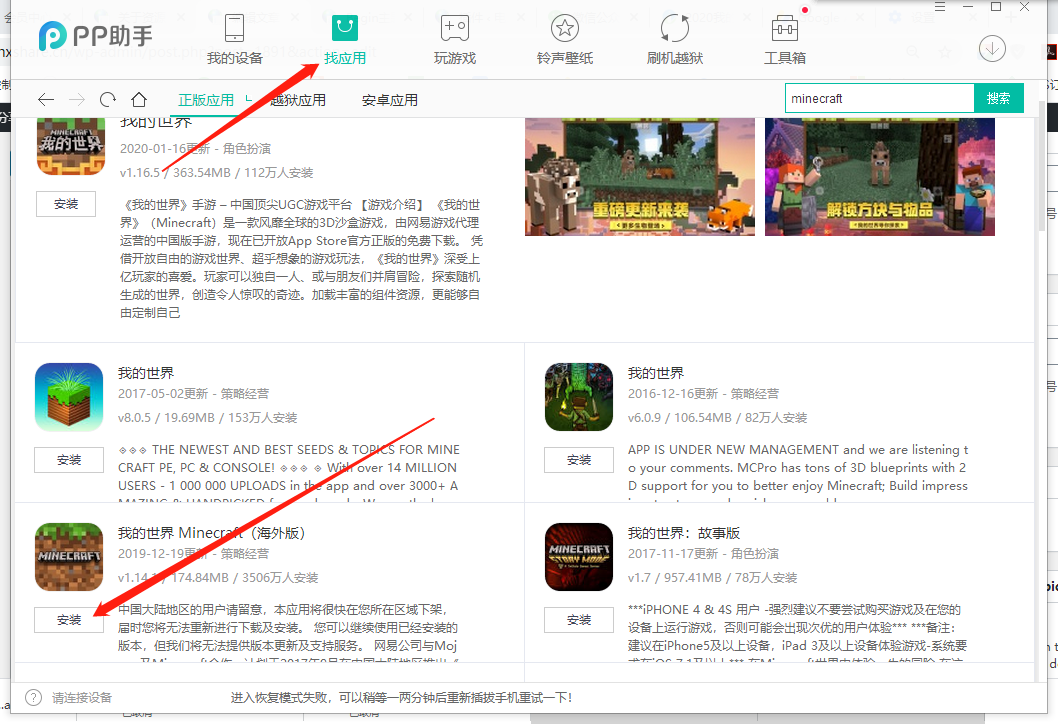 PP助手
我的设备
找应用
玩游戏
铃声壁纸
刷机越狱
工具箱
正版应用
越狱应用
安卓应用
minecraft
搜索
我的世界
2020-01-16更新 - 角色扮演
v1.16.5 / 363.54MB / 112万人安装
安装
《我的世界》手游 – 中国顶尖UGC游戏平台 【游戏介绍】 《我的世
界》（Minecraft）是一款风靡全球的3D沙盒游戏，由网易游戏代理
运营的中国版手游，现在已开放App Store官方正版的免费下载。 凭
借开放自由的游戏世界、超乎想象的游戏玩法，《我的世界》深受上
亿玩家的喜爱。玩家可以独自一人、或与朋友们并肩冒险，探索随机
生成的世界，创造令人惊叹的奇迹。加载丰富的组件资源，更能够自
由定制自己
MINECRAFT
我的世界
重磅更新来袭
<更多生物登场>
解读方块与物品
我的世界
2017-05-02更新 - 策略经营
v8.0.5 / 19.69MB / 153万人安装
安装
THE NEWEST AND BEST SEEDS & TOPICS FOR MINE
CRAFT PE, PC & CONSOLE! With over 14 MILLION
USERS - 1 000 000 UPLOADS in the app and over 3000+ A
我的世界
2016-12-16更新 - 策略经营
v6.0.9 / 106.54MB / 82万人安装
安装
APP IS UNDER NEW MANAGEMENT and we are listening t
o your comments. MCPro has tons of 3D blueprints with 2
D support for you to better enjoy Minecraft; Build impress
我的世界 Minecraft（海外版）
2019-12-19更新 - 策略经营
174.84MB / 3506万人安装
MINECRAFT
安装
中国大陆地区的用户请留意，本应用将很快在您所在区域下架，
届时您将无法重新进行下载及安装。 您可以继续使用已经安装的
版本，但我们将无法提供版本更新及支持服务。 网易公司与Moj
我的世界：故事版
2017-11-17更新 - 角色扮演
v1.7 / 957.41MB / 78万人安装
MINECRAFT
STORY MODE
安装
***iPHONE 4 & 4S 用户 -强烈建议不要尝试购买游戏及在您的
设备上运行游戏，否则可能会出现次优的用户体验*** ***备注：
建议在iPhone5及以上设备，iPad 3及以上设备体验游戏-系统要
请连接设备
进入恢复模式失败，可以稍等一两分钟后重新插拔手机重试一下！